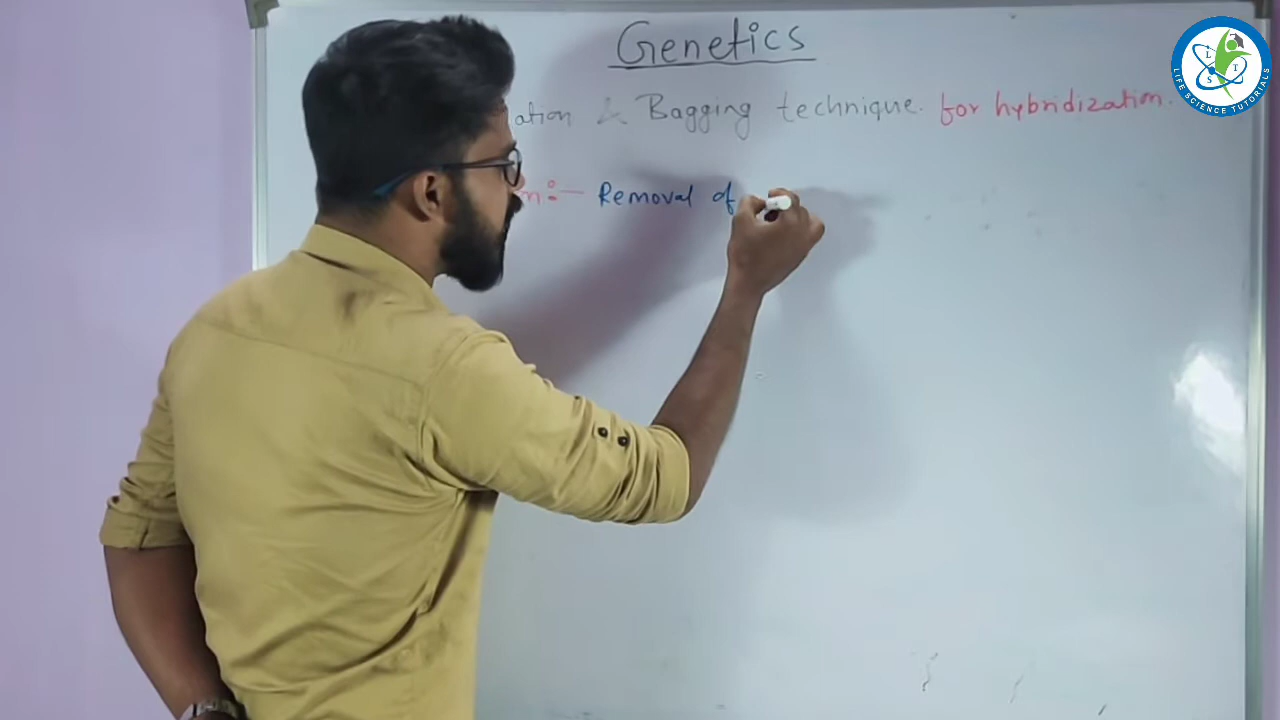 Genetics
ation & Bagging technique. for hybridization.
n:- Removal of
LIFE SCIENCE TUTORIALS
L T S